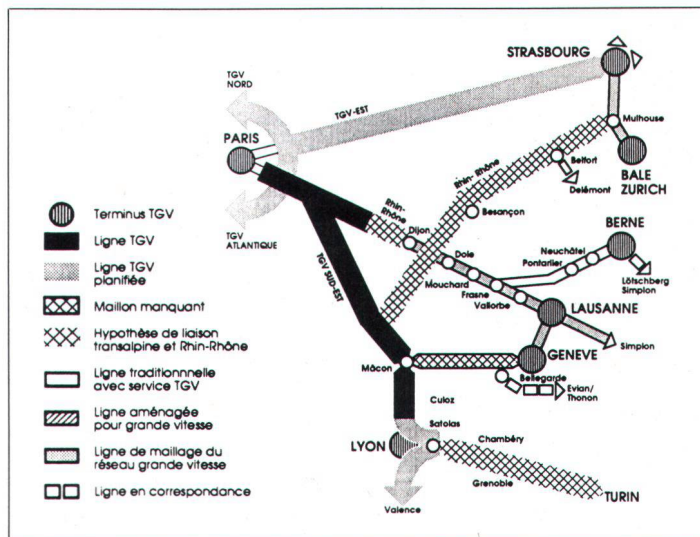 STRASBOURG
TGV
NORD
TGV-EST
PARIS
Mulhouse
Rhin-Rhône
Belfort
BALE
ZURICH
Delémont
Terminus TGV
Rhin-
Rhône
Besançon
TGV
ATLANTIQUE
Dijon
BERNE
Ligne TGV
Neuchâtel
Dole
Pontarlier
Ligne TGV
planifiée
TGV SUD-EST
Mouchard
Frasne
Lötschberg
Simplon
Vallorbe
Maillon manquant
LAUSANNE
Hypothèse de liaison
transalpine et Rhin-Rhône
GENEVE
Simplon
Mâcon
Bellegarde
Ligne traditionnnelle
avec service TGV
Evian/
Thonon
Culoz
Ligne aménagée
pour grande vitesse
Satolas
LYON
Chambéry
Ligne de maillage du
réseau grande vitesse
Grenoble
Ligne en correspondance
TURIN
Valence